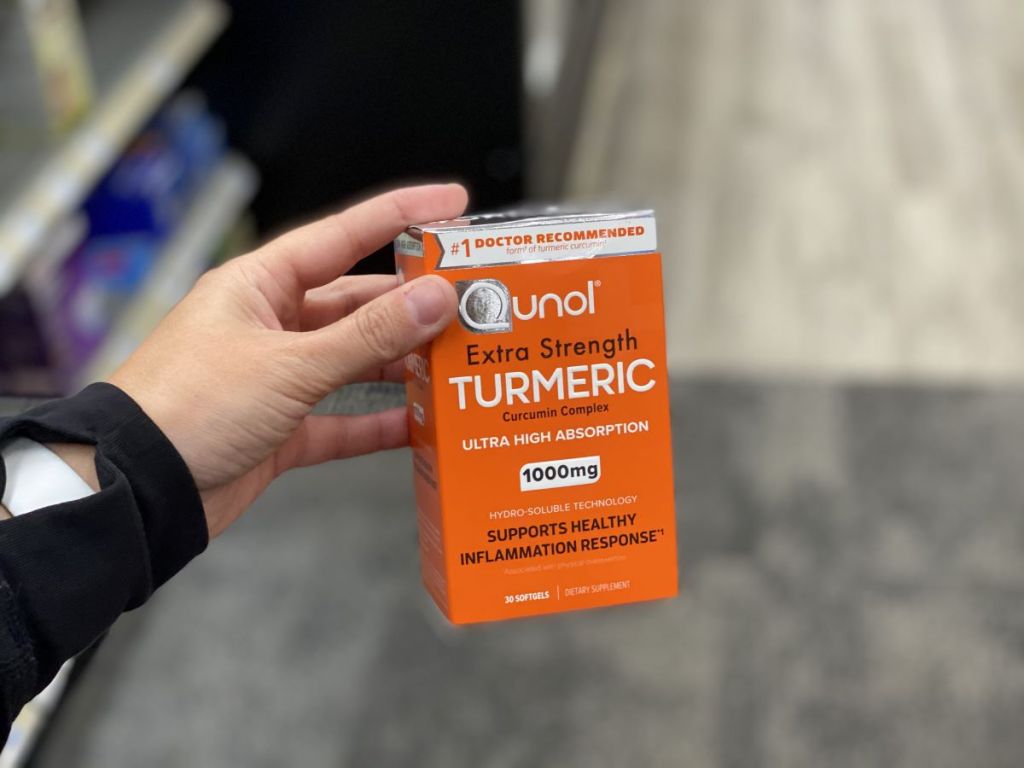 #1 DOCTOR RECOMMENDED
form† of turmeric curcumin†
Qunol®
Extra Strength
TURMERIC
Curcumin Complex
ULTRA HIGH ABSORPTION
1000mg
HYDRO-SOLUBLE TECHNOLOGY
SUPPORTS HEALTHY
INFLAMMATION RESPONSE*¹
30 SOFTGELS | DIETARY SUPPLEMENT